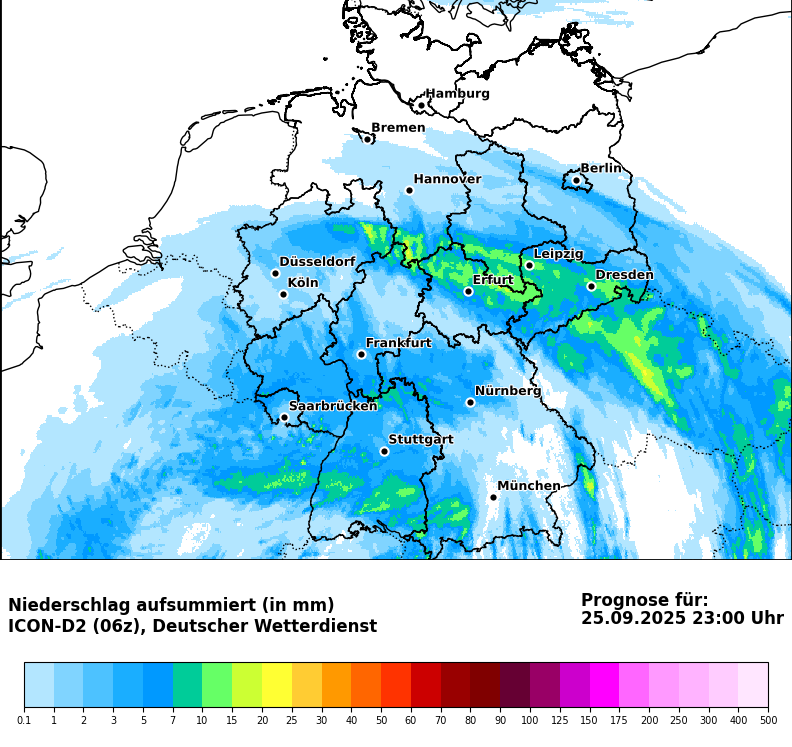 Hamburg
Bremen
Berlin
Hannover
Leipzig
Düsseldorf
Dresden
Köln
Erfurt
Frankfurt
Nürnberg
Saarbrücken
Stuttgart
München
Niederschlag aufsummiert (in mm)
ICON-D2 (06z), Deutscher Wetterdienst
Prognose für:
25.09.2025 23:00 Uhr
0.1 1 2 3 5 7 10 15 20 25 30 40 50 60 70 80 90 100 125 150 175 200 250 300 400 500